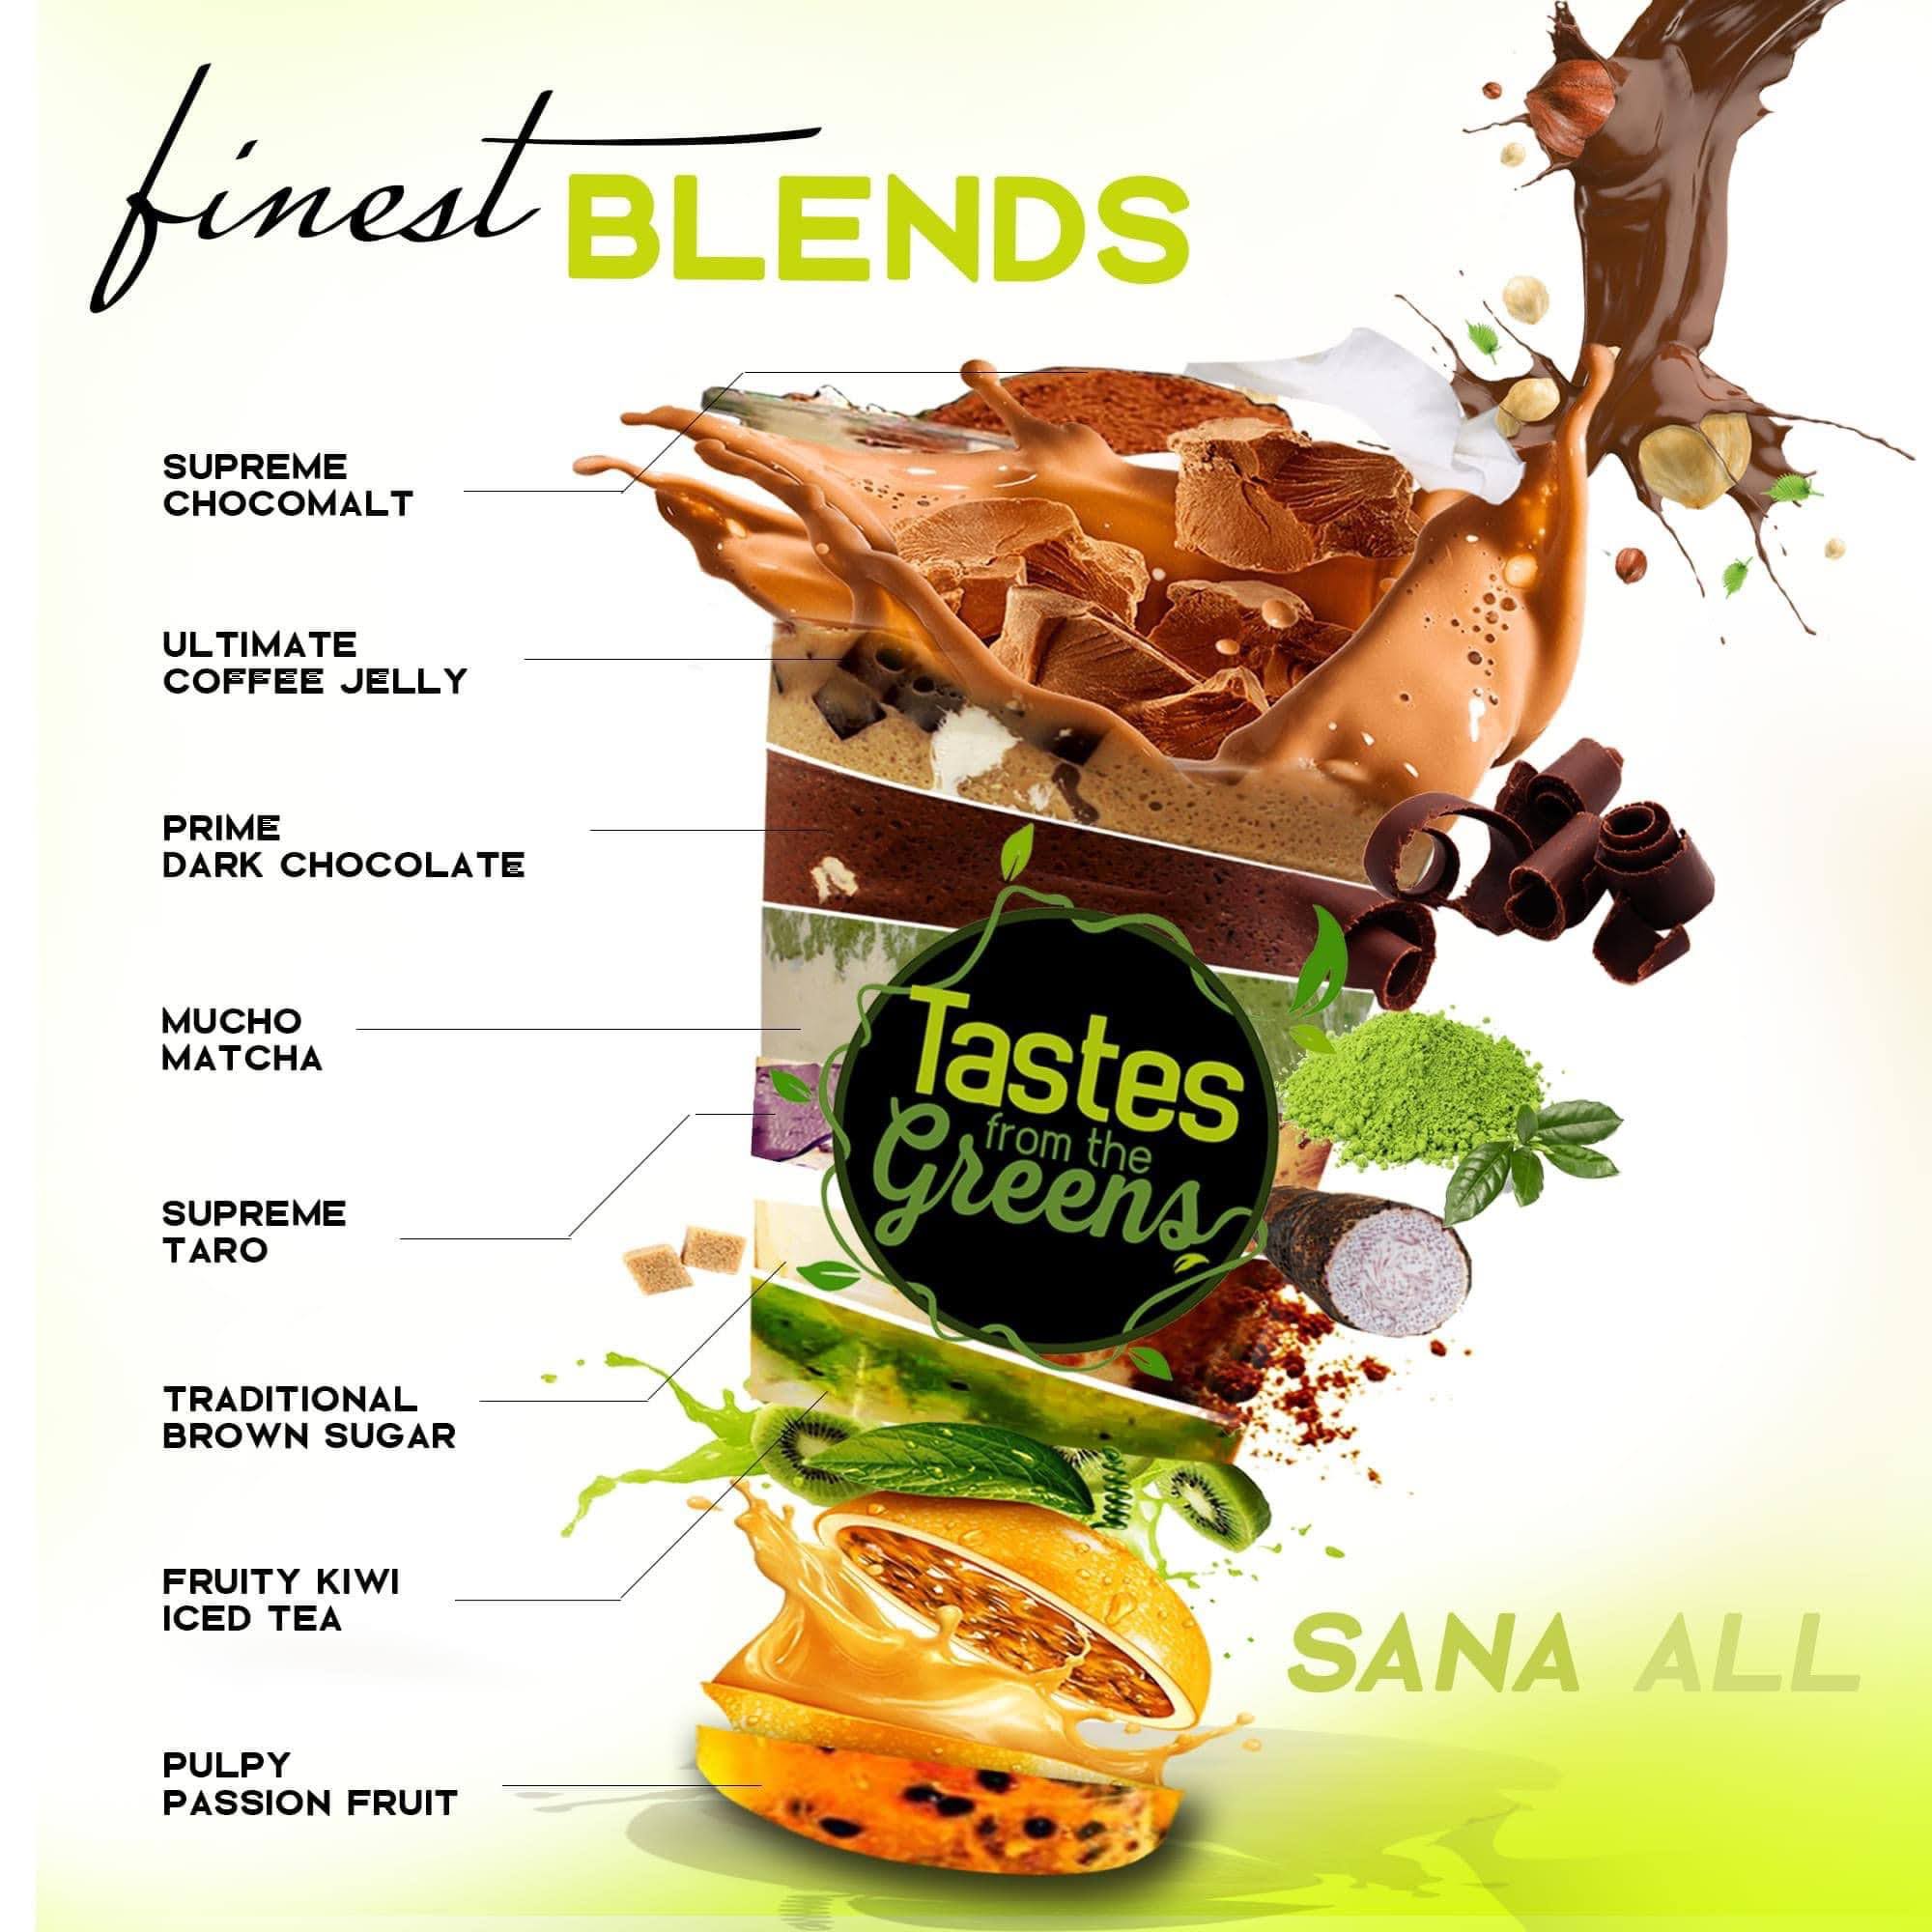 finest BLENDS
SUPREME
CHOCOMALT
ULTIMATE
COFFEE JELLY
PRIME
DARK CHOCOLATE
MUCHO
MATCHA
SUPREME
TARO
TRADITIONAL
BROWN SUGAR
FRUITY KIWI
ICED TEA
PULPY
PASSION FRUIT
Tastes
from the
Greens
SANA ALL